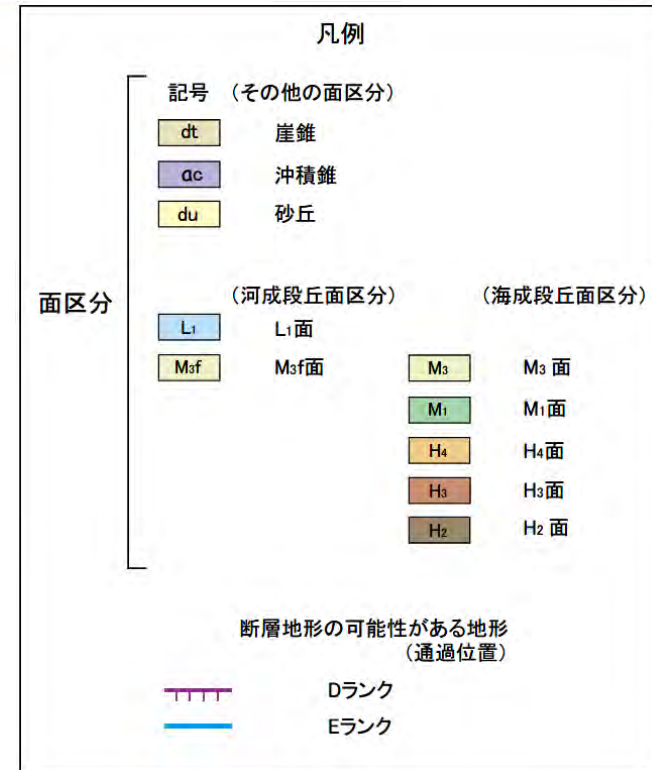 凡例
記号 （その他の面区分）
dt 崖錐
ac 沖積錐
du 砂丘
面区分
（河成段丘面区分） （海成段丘面区分）
L1 L1面
M3f M3f面 M3 M3 面
M1 M1面
H4 H4面
H3 H3面
H2 H2 面
断層地形の可能性がある地形
（通過位置）
Dランク
Eランク